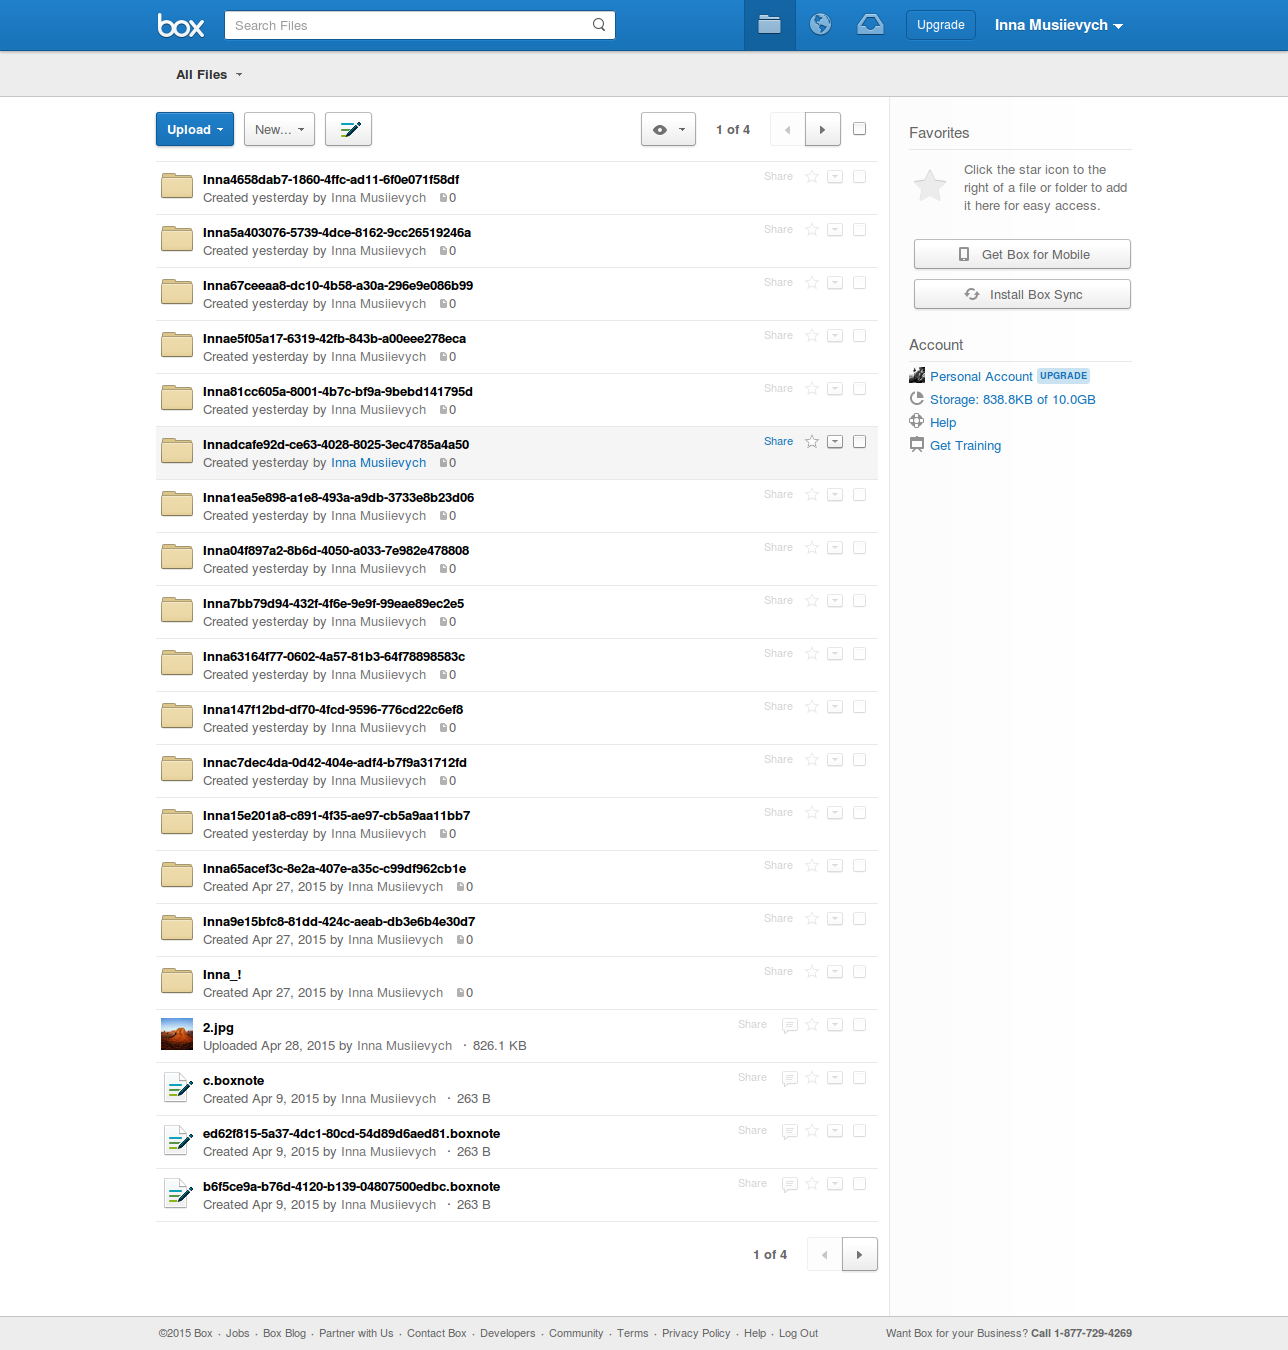 box
Search Files
Upgrade
Inna Musiievych
All Files
Upload
New...
1 of 4
Inna4658dab7-1860-4ffc-ad11-6f0e071f58df
Share
Created yesterday by Inna Musiievych 0
Inna5a403076-5739-4dce-8162-9cc26519246a
Share
Created yesterday by Inna Musiievych 0
Inna67ceeaa8-dc10-4b58-a30a-296e9e086b99
Share
Created yesterday by Inna Musiievych 0
Innae5f05a17-6319-42fb-843b-a00eee278eca
Share
Created yesterday by Inna Musiievych 0
Inna81cc605a-8001-4b7c-bf9a-9bebd141795d
Share
Created yesterday by Inna Musiievych 0
Innadcafe92d-ce63-4028-8025-3ec4785a4a50
Share
Created yesterday by Inna Musiievych 0
Inna1ea5e898-a1e8-493a-a9db-3733e8b23d06
Share
Created yesterday by Inna Musiievych 0
Inna04f897a2-8b6d-4050-a033-7e982e478808
Share
Created yesterday by Inna Musiievych 0
Inna7bb79d94-432f-4f6e-9e9f-99eae89ec2e5
Share
Created yesterday by Inna Musiievych 0
Inna63164f77-0602-4a57-81b3-64f78898583c
Share
Created yesterday by Inna Musiievych 0
Inna147f12bd-df70-4fcd-9596-776cd22c6ef8
Share
Created yesterday by Inna Musiievych 0
Innac7dec4da-0d42-404e-adf4-b7f9a31712fd
Share
Created yesterday by Inna Musiievych 0
Inna15e201a8-c891-4f35-ae97-cb5a9aa11bb7
Share
Created yesterday by Inna Musiievych 0
Inna65acef3c-8e2a-407e-a35c-c99df962cb1e
Share
Created Apr 27, 2015 by Inna Musiievych 0
Inna9e15bfc8-81dd-424c-aeab-db3e6b4e30d7
Share
Created Apr 27, 2015 by Inna Musiievych 0
Inna_!
Share
Created Apr 27, 2015 by Inna Musiievych 0
2.jpg
Share
Uploaded Apr 28, 2015 by Inna Musiievych · 826.1 KB
c.boxnote
Share
Created Apr 9, 2015 by Inna Musiievych · 263 B
ed62f815-5a37-4dc1-80cd-54d89d6aed81.boxnote
Share
Created Apr 9, 2015 by Inna Musiievych · 263 B
b6f5ce9a-b76d-4120-b139-04807500edbc.boxnote
Share
Created Apr 9, 2015 by Inna Musiievych · 263 B
1 of 4
Favorites
Click the star icon to the
right of a file or folder to add
it here for easy access.
Get Box for Mobile
Install Box Sync
Account
Personal Account UPGRADE
Storage: 838.8KB of 10.0GB
Help
Get Training
©2015 Box · Jobs · Box Blog · Partner with Us · Contact Box · Developers · Community · Terms · Privacy Policy · Help · Log Out
Want Box for your Business? Call 1-877-729-4269